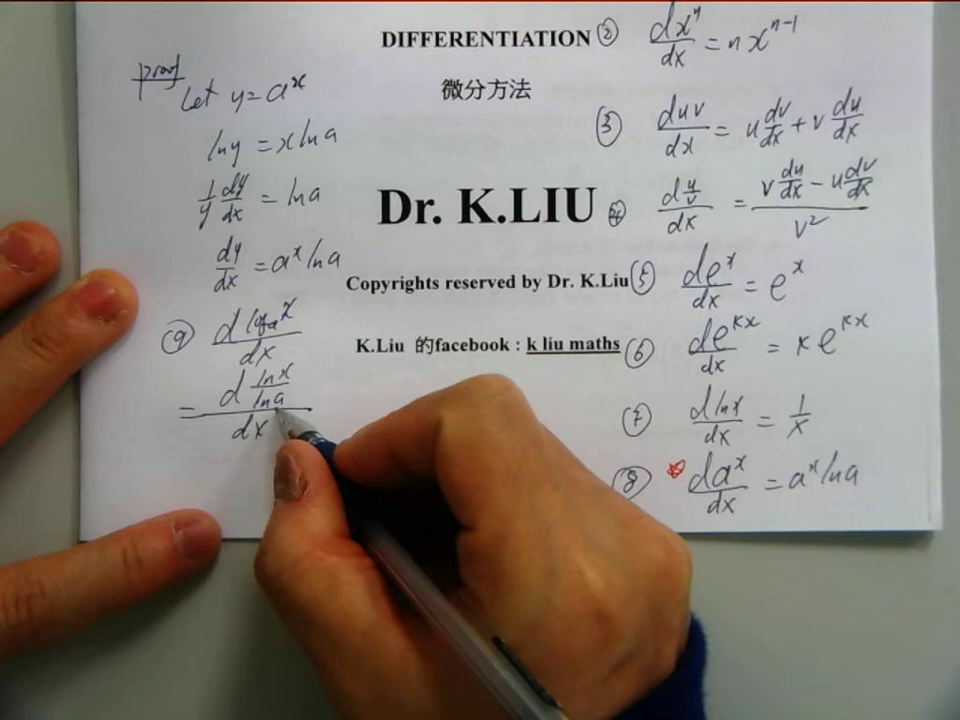 DIFFERENTIATION
微分方法
Dr. K.LIU
Copyrights reserved by Dr. K.Liu
K.Liu 的facebook : k liu maths
proof
Let y = a^x
ln y = x ln a
1/y dy/dx = ln a
dy/dx = a^x ln a
⑨ d log_a x / dx
= d (ln x / ln a) / dx
② dx^n/dx = nx^(n-1)
③ duv/dx = u dv/dx + v du/dx
④ d(u/v)/dx = (v du/dx - u dv/dx) / v²
⑤ de^x/dx = e^x
⑥ de^(kx)/dx = ke^(kx)
⑦ d ln x/dx = 1/x
⑧ da^x/dx = a^x ln a